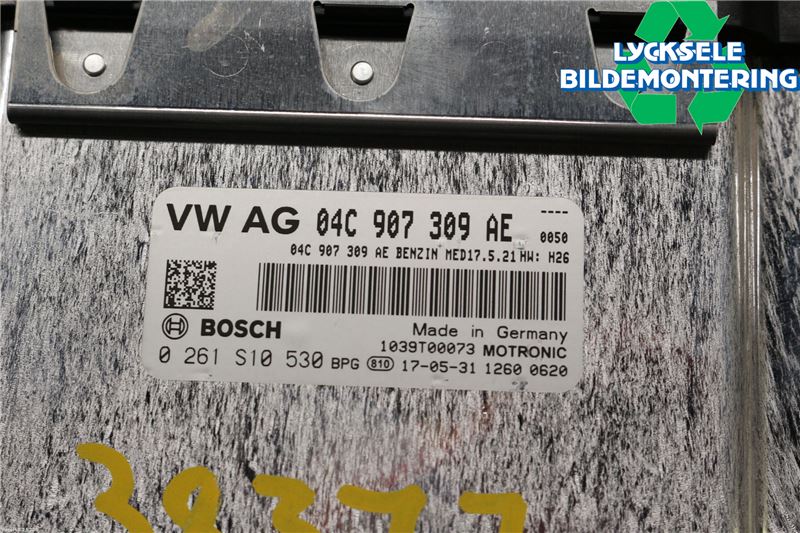 LYCKSELE
BILDEMONTERING
VW AG 04C 907 309 AE ----
0050
04C 907 309 AE BENZIN MED17.5.21 HW: H26
BOSCH
Made in Germany
1039T00073 MOTRONIC
0 261 S10 530 BPG 810 17-05-31 1260 0620